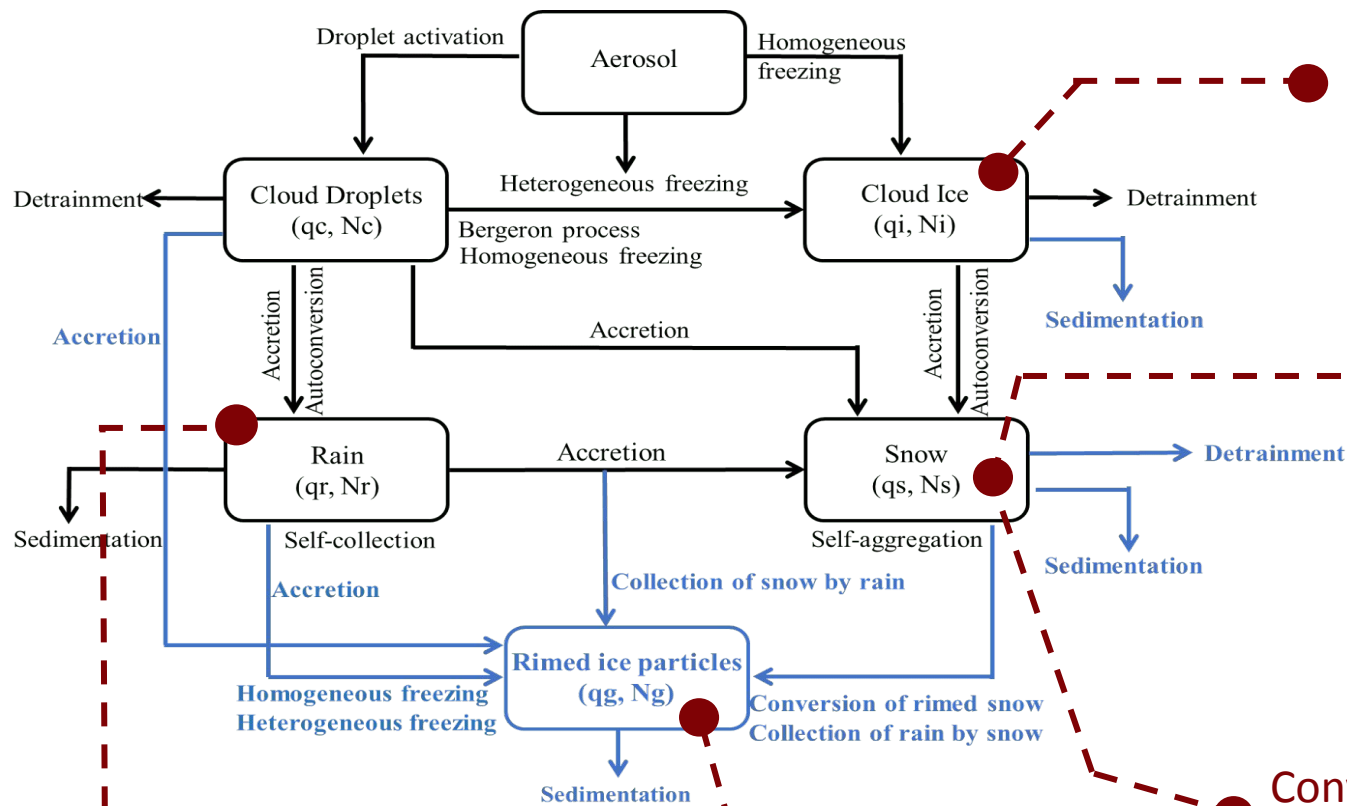 Droplet activation
Aerosol
Homogeneous
freezing
Heterogeneous freezing
Detrainment
Cloud Droplets
(qc, Nc)
Bergeron process
Homogeneous freezing
Cloud Ice
(qi, Ni)
Detrainment
Sedimentation
Accretion
Accretion
Autoconversion
Accretion
Accretion
Autoconversion
Rain
(qr, Nr)
Accretion
Snow
(qs, Ns)
Detrainment
Sedimentation
Self-collection
Self-aggregation
Sedimentation
Accretion
Collection of snow by rain
Rimed ice particles
(qg, Ng)
Homogeneous freezing
Heterogeneous freezing
Conversion of rimed snow
Collection of rain by snow
Sedimentation
Con